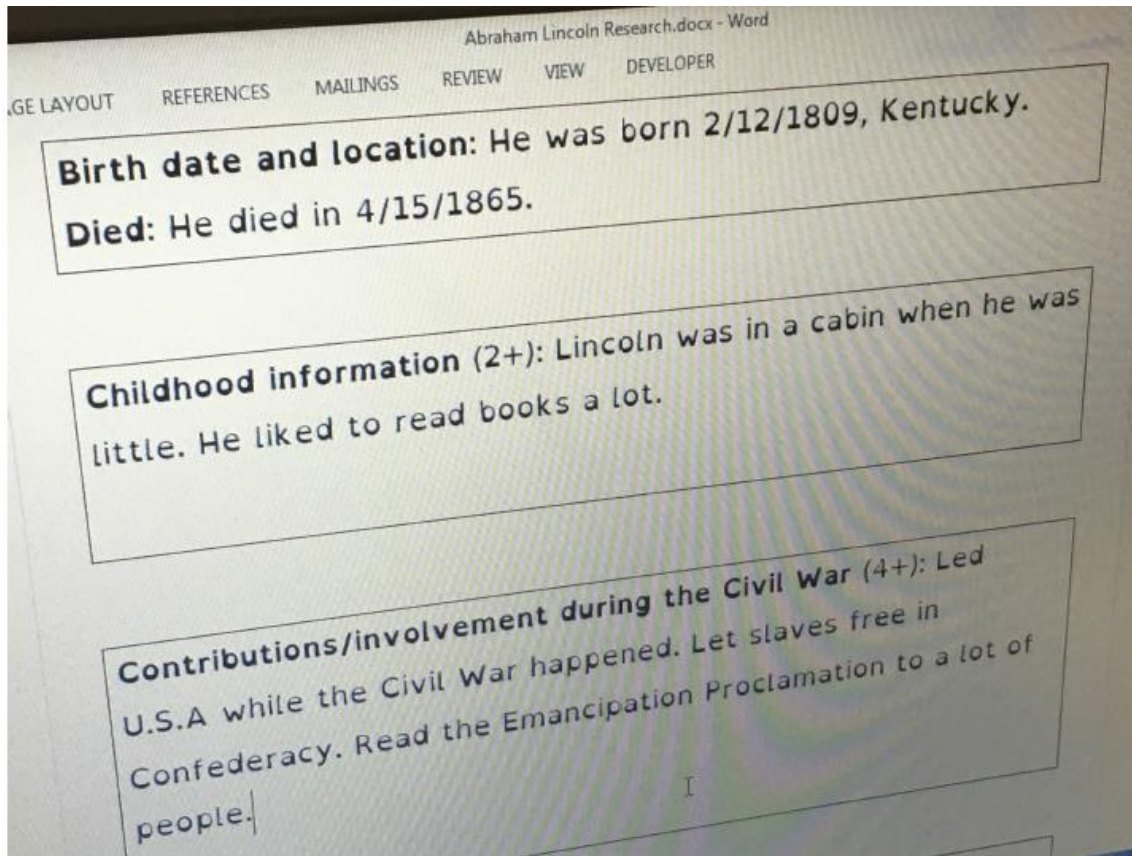 Abraham Lincoln Research.docx - Word
GE LAYOUT REFERENCES MAILINGS REVIEW VIEW DEVELOPER
Birth date and location: He was born 2/12/1809, Kentucky.
Died: He died in 4/15/1865.
Childhood information (2+): Lincoln was in a cabin when he was
little. He liked to read books a lot.
Contributions/involvement during the Civil War (4+): Led
U.S.A while the Civil War happened. Let slaves free in
Confederacy. Read the Emancipation Proclamation to a lot of
people.